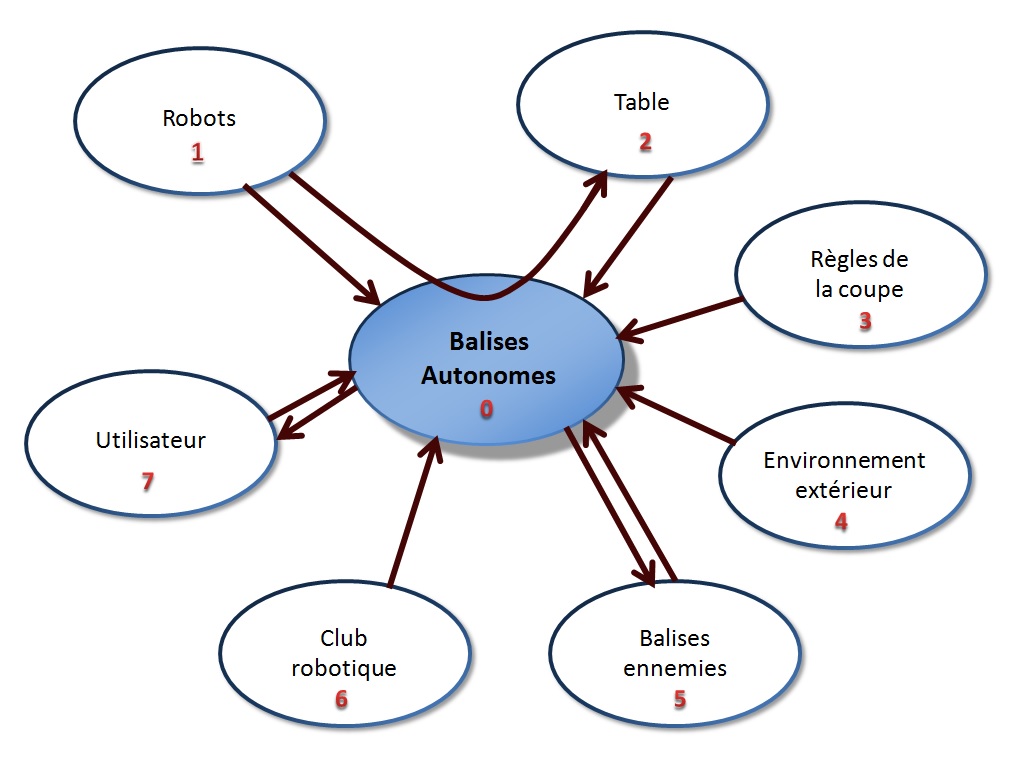 Robots
1
Table
2
Règles de
la coupe
3
Balises
Autonomes
0
Environnement
extérieur
4
Utilisateur
7
Club
robotique
6
Balises
ennemies
5